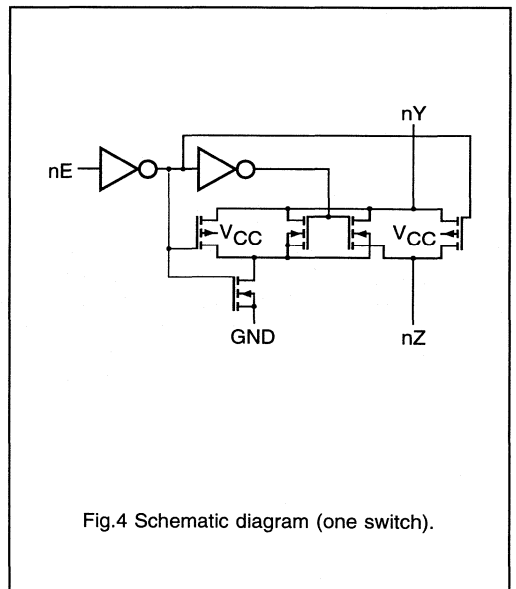 nY
nE
VCC
VCC
GND
nZ
Fig.4 Schematic diagram (one switch).